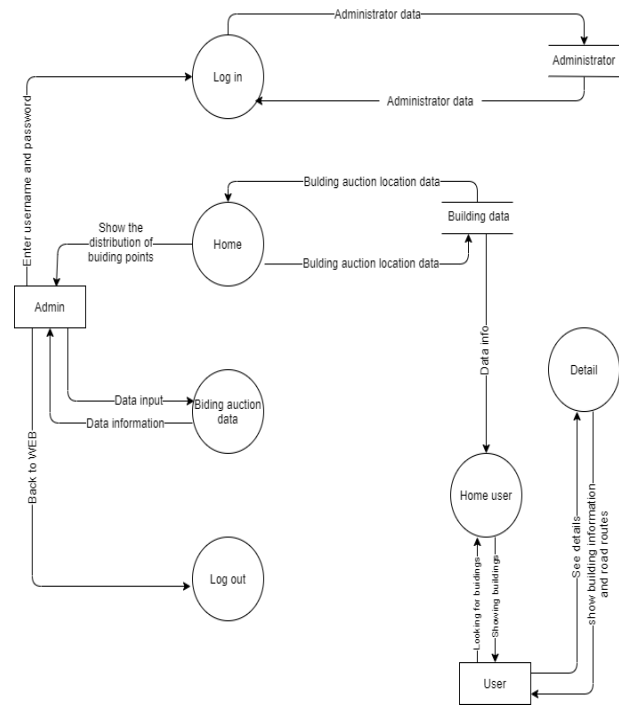 Administrator data
Log in
Administrator
Administrator data
Enter username and password
Bulding auction location data
Building data
Show the
distribution of
buiding points
Home
Bulding auction location data
Admin
Data info
Detail
Data input
Biding auction
data
Data information
Back to WEB
Home user
See details
show building information
and road routes
Log out
Looking for buidings
Showing buildings
User